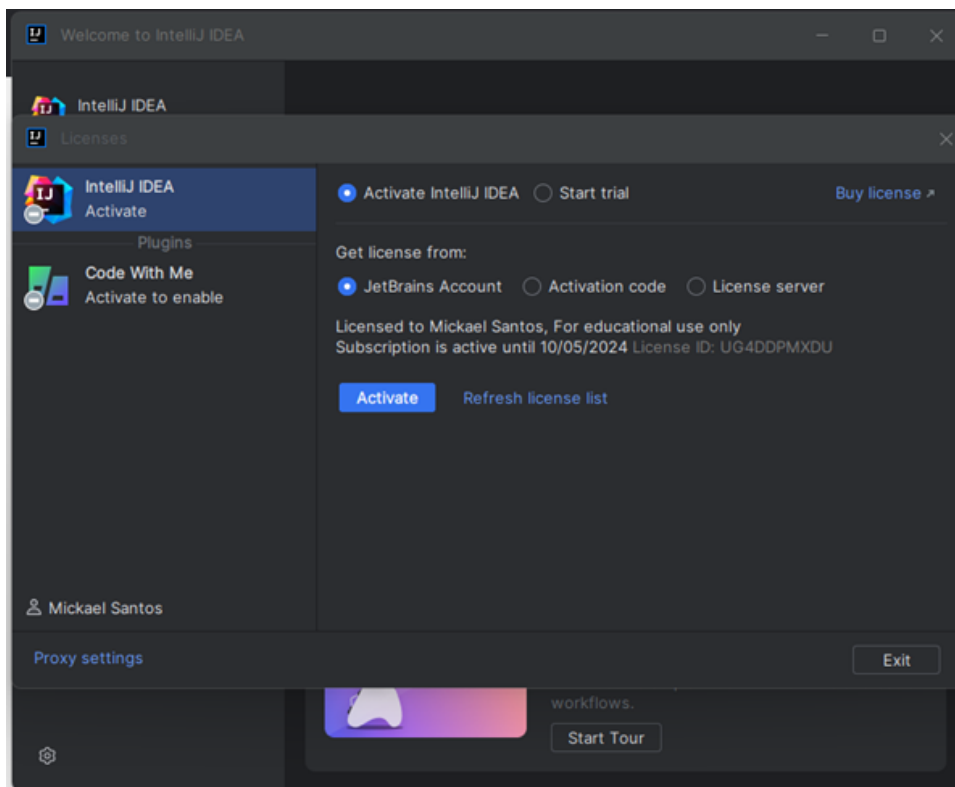 Welcome to IntelliJ IDEA
IntelliJ IDEA
Licenses
IntelliJ IDEA
Activate
Plugins
Code With Me
Activate to enable
Mickael Santos
Activate IntelliJ IDEA Start trial Buy license
Get license from:
JetBrains Account Activation code License server
Licensed to Mickael Santos, For educational use only
Subscription is active until 10/05/2024 License ID: UG4DDPMXDU
Activate Refresh license list
Proxy settings
Exit
workflows.
Start Tour